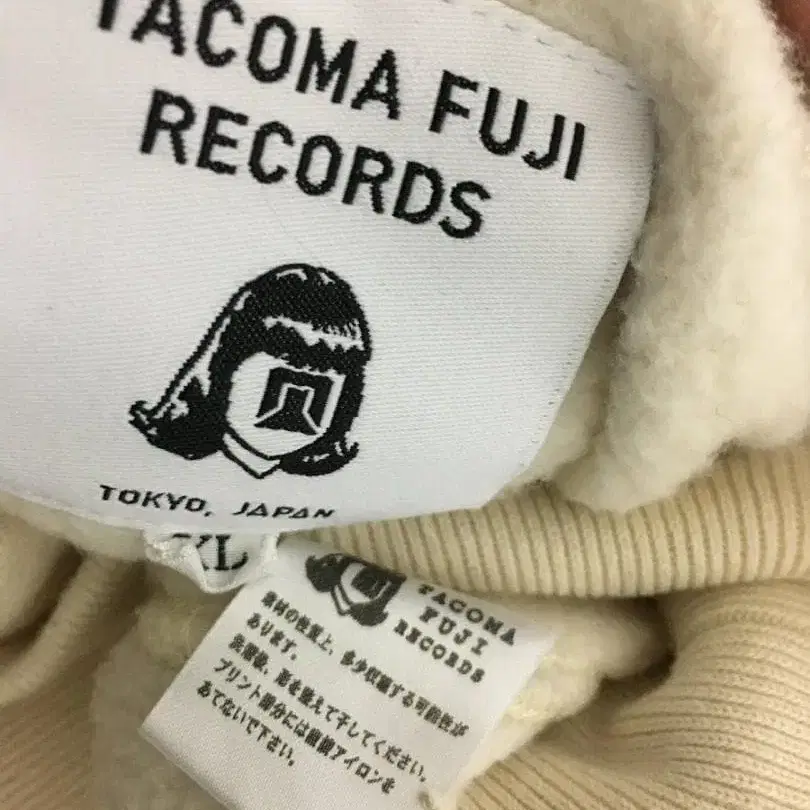 TACOMA FUJI
RECORDS
TOKYO, JAPAN
XL
TACOMA
FUJI
RECORDS
素材の性質上、多少収縮する可能性が
あります。
洗濯後、形を整えて干してください。
プリント部分には直接アイロンを
あてないで下さい。